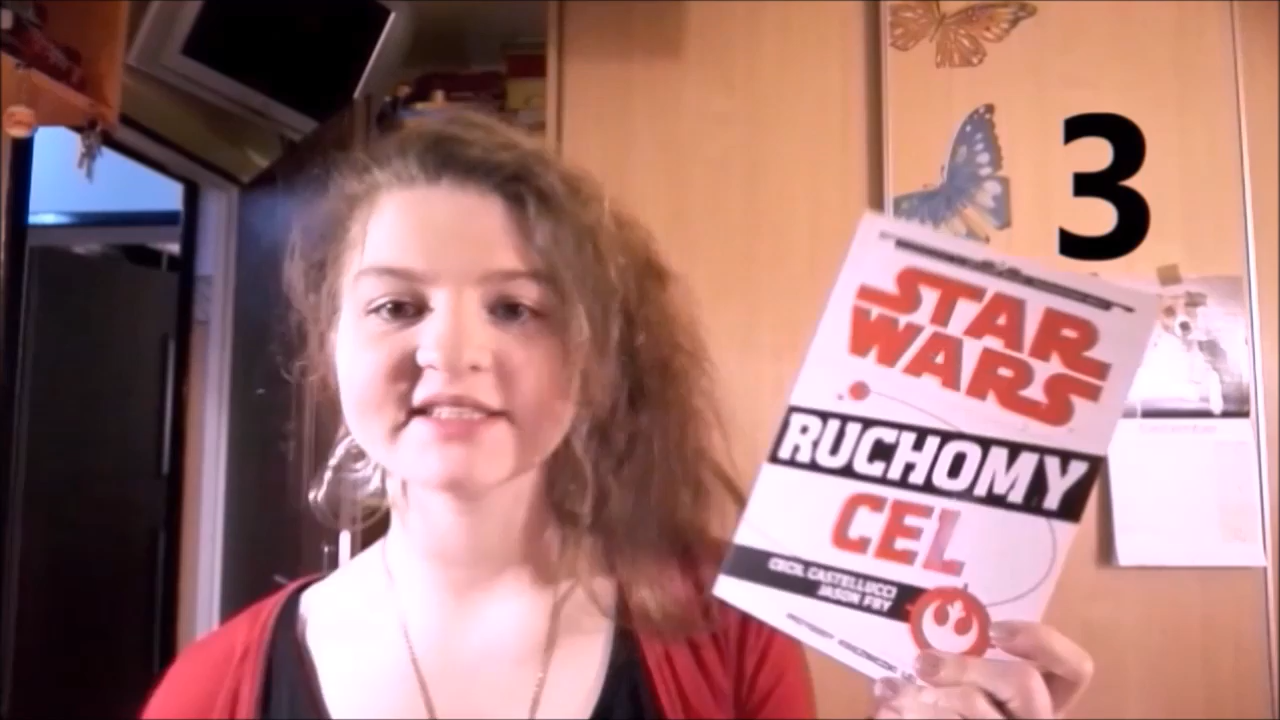 3
STAR
WARS
RUCHOMY
CEL
CECIL CASTELLUCCI
JASON FRY